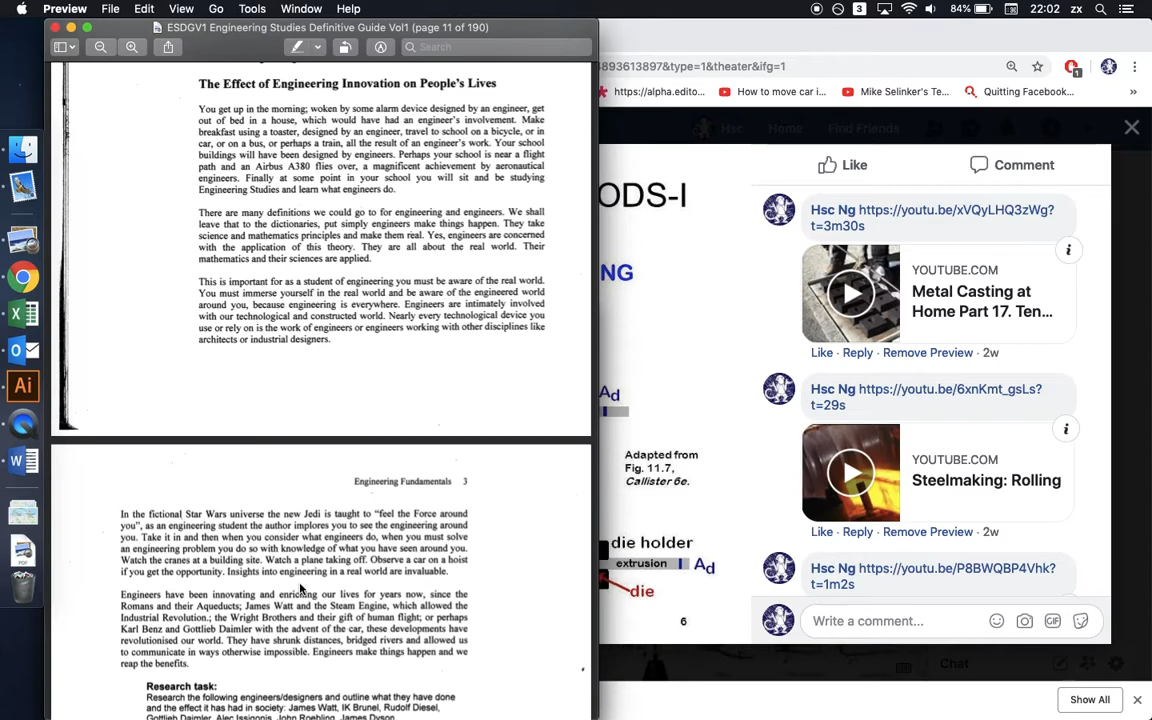 Preview File Edit View Go Tools Window Help
3 84% 22:02 zx
ESDGV1 Engineering Studies Definitive Guide Vol1 (page 11 of 190)
Search
The Effect of Engineering Innovation on People's Lives
You get up in the morning; woken by some alarm device designed by an engineer, get
out of bed in a house, which would have had an engineer's involvement. Make
breakfast using a toaster, designed by an engineer, travel to school on a bicycle, or in
car, or on a bus, or perhaps a train, all the result of an engineer's work. Your school
buildings will have been designed by engineers. Perhaps your school is near a flight
path and an Airbus A380 flies over, a magnificent achievement by aeronautical
engineers. Finally at some point in your school you will sit and be studying
Engineering Studies and learn what engineers do.
There are many definitions we could go to for engineering and engineers. We shall
leave that to the dictionaries, put simply engineers make things happen. They take
science and mathematics principles and make them real. Yes, engineers are concerned
with the application of this theory. They are all about the real world. Their
mathematics and their sciences are applied.
This is important for as a student of engineering you must be aware of the real world.
You must immerse yourself in the real world and be aware of the engineered world
around you, because engineering is everywhere. Engineers are intimately involved
with our technological and constructed world. Nearly every technological device you
use or rely on is the work of engineers or engineers working with other disciplines like
architects or industrial designers.
Engineering Fundamentals 3
In the fictional Star Wars universe the new Jedi is taught to "feel the Force around
you", as an engineering student the author implores you to see the engineering around
you. Take it in and then when you consider what engineers do, when you must solve
an engineering problem you do so with knowledge of what you have seen around you.
Watch the cranes at a building site. Watch a plane taking off. Observe a car on a hoist
if you get the opportunity. Insights into engineering in a real world are invaluable.
Engineers have been innovating and enriching our lives for years now, since the
Romans and their Aqueducts; James Watt and the Steam Engine, which allowed the
Industrial Revolution.; the Wright Brothers and their gift of human flight; or perhaps
Karl Benz and Gottlieb Daimler with the advent of the car, these developments have
revolutionised our world. They have shrunk distances, bridged rivers and allowed us
to communicate in ways otherwise impossible. Engineers make things happen and we
reap the benefits.
Research task:
Research the following engineers/designers and outline what they have done
and the effect it has had in society: James Watt, IK Brunel, Rudolf Diesel,
Gottlieb Daimler, Alec Issigonis, John Roebling, James Dyson
4893613897&type=1&theater&ifg=1
https://alpha.edito... How to move car i... Mike Selinker's Te... Quitting Facebook... »
Hsc Home Find Friends
ODS-I
NG
Ad
Adapted from
Fig. 11.7,
Callister 6e.
die holder
extrusion Ad
die
6
Like Comment
Hsc Ng https://youtu.be/xVQyLHQ3zWg?
t=3m30s
YOUTUBE.COM
Metal Casting at
Home Part 17. Ten...
Like · Reply · Remove Preview · 2w
Hsc Ng https://youtu.be/6xnKmt_gsLs?
t=29s
YOUTUBE.COM
Steelmaking: Rolling
Like · Reply · Remove Preview · 2w
Hsc Ng https://youtu.be/P8BWQBP4Vhk?
t=1m2s
Write a comment...
GIF
Chat
Show All